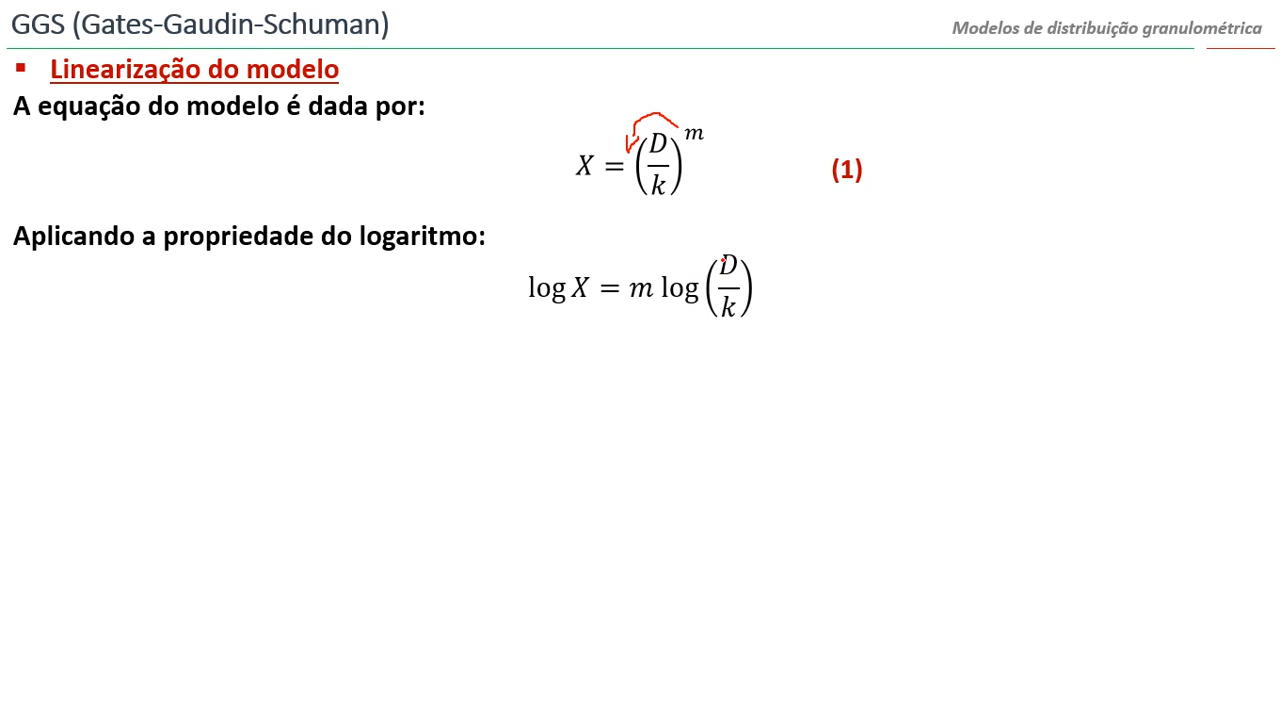 GGS (Gates-Gaudin-Schuman)
Modelos de distribuição granulométrica
▪ Linearização do modelo
A equação do modelo é dada por:
X = (D/k)^m (1)
Aplicando a propriedade do logaritmo:
log X = m log (D/k)